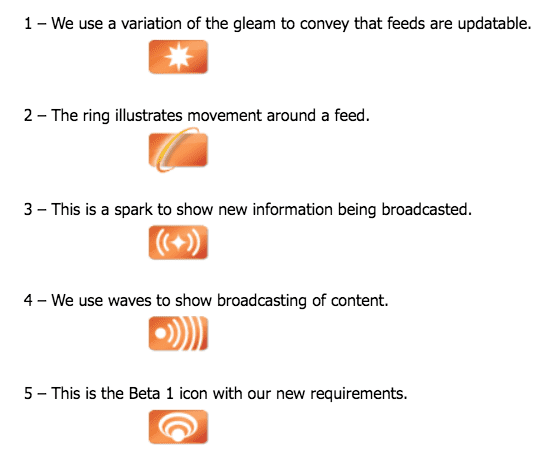 1 – We use a variation of the gleam to convey that feeds are updatable.
2 – The ring illustrates movement around a feed.
3 – This is a spark to show new information being broadcasted.
4 – We use waves to show broadcasting of content.
5 – This is the Beta 1 icon with our new requirements.